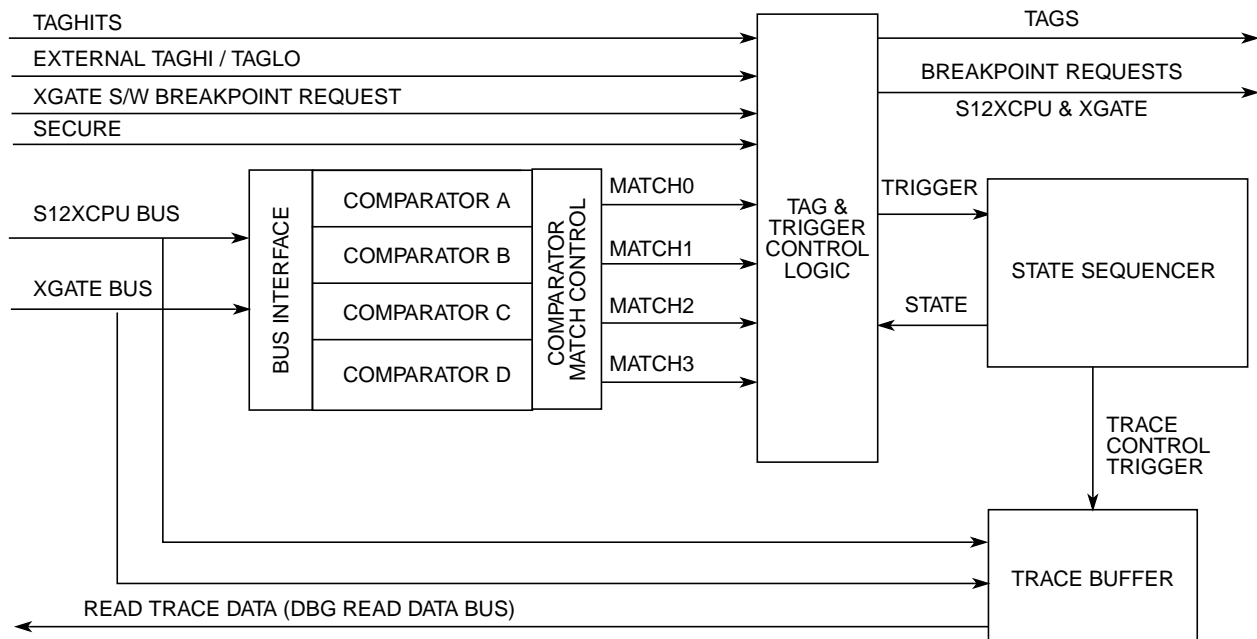 TAGHITS
EXTERNAL TAGHI / TAGLO
XGATE S/W BREAKPOINT REQUEST
SECURE
TAGS
BREAKPOINT REQUESTS
S12XCPU & XGATE
S12XCPU BUS
XGATE BUS
BUS INTERFACE
COMPARATOR A
COMPARATOR B
COMPARATOR C
COMPARATOR D
COMPARATOR
MATCH CONTROL
MATCH0
MATCH1
MATCH2
MATCH3
TAG &
TRIGGER
CONTROL
LOGIC
TRIGGER
STATE
STATE SEQUENCER
TRACE
CONTROL
TRIGGER
TRACE BUFFER
READ TRACE DATA (DBG READ DATA BUS)